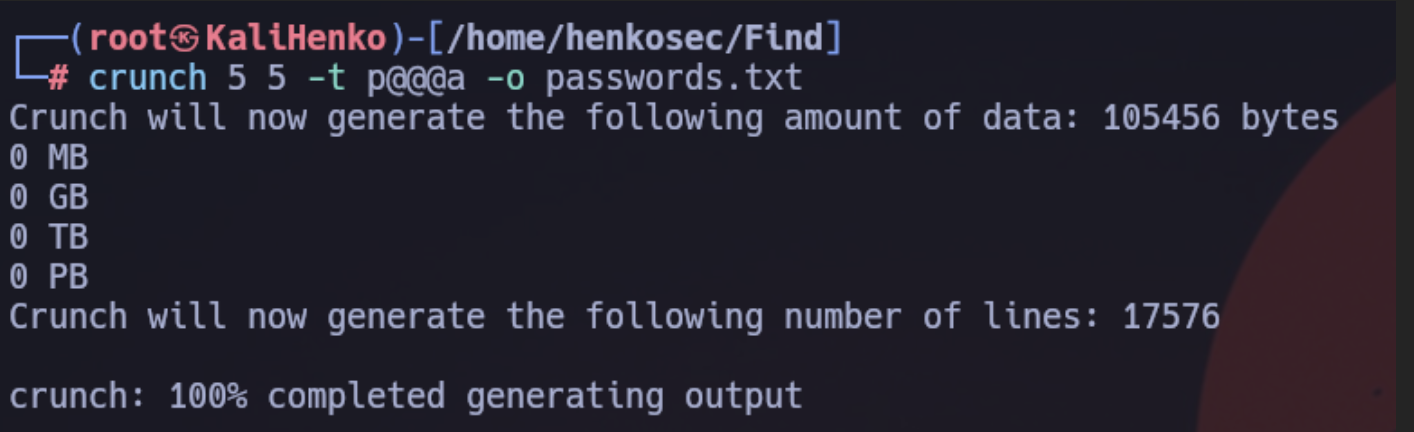 ┌──(root㉿KaliHenko)-[/home/henkosec/Find]
└─# crunch 5 5 -t p@@@a -o passwords.txt
Crunch will now generate the following amount of data: 105456 bytes
0 MB
0 GB
0 TB
0 PB
Crunch will now generate the following number of lines: 17576
crunch: 100% completed generating output